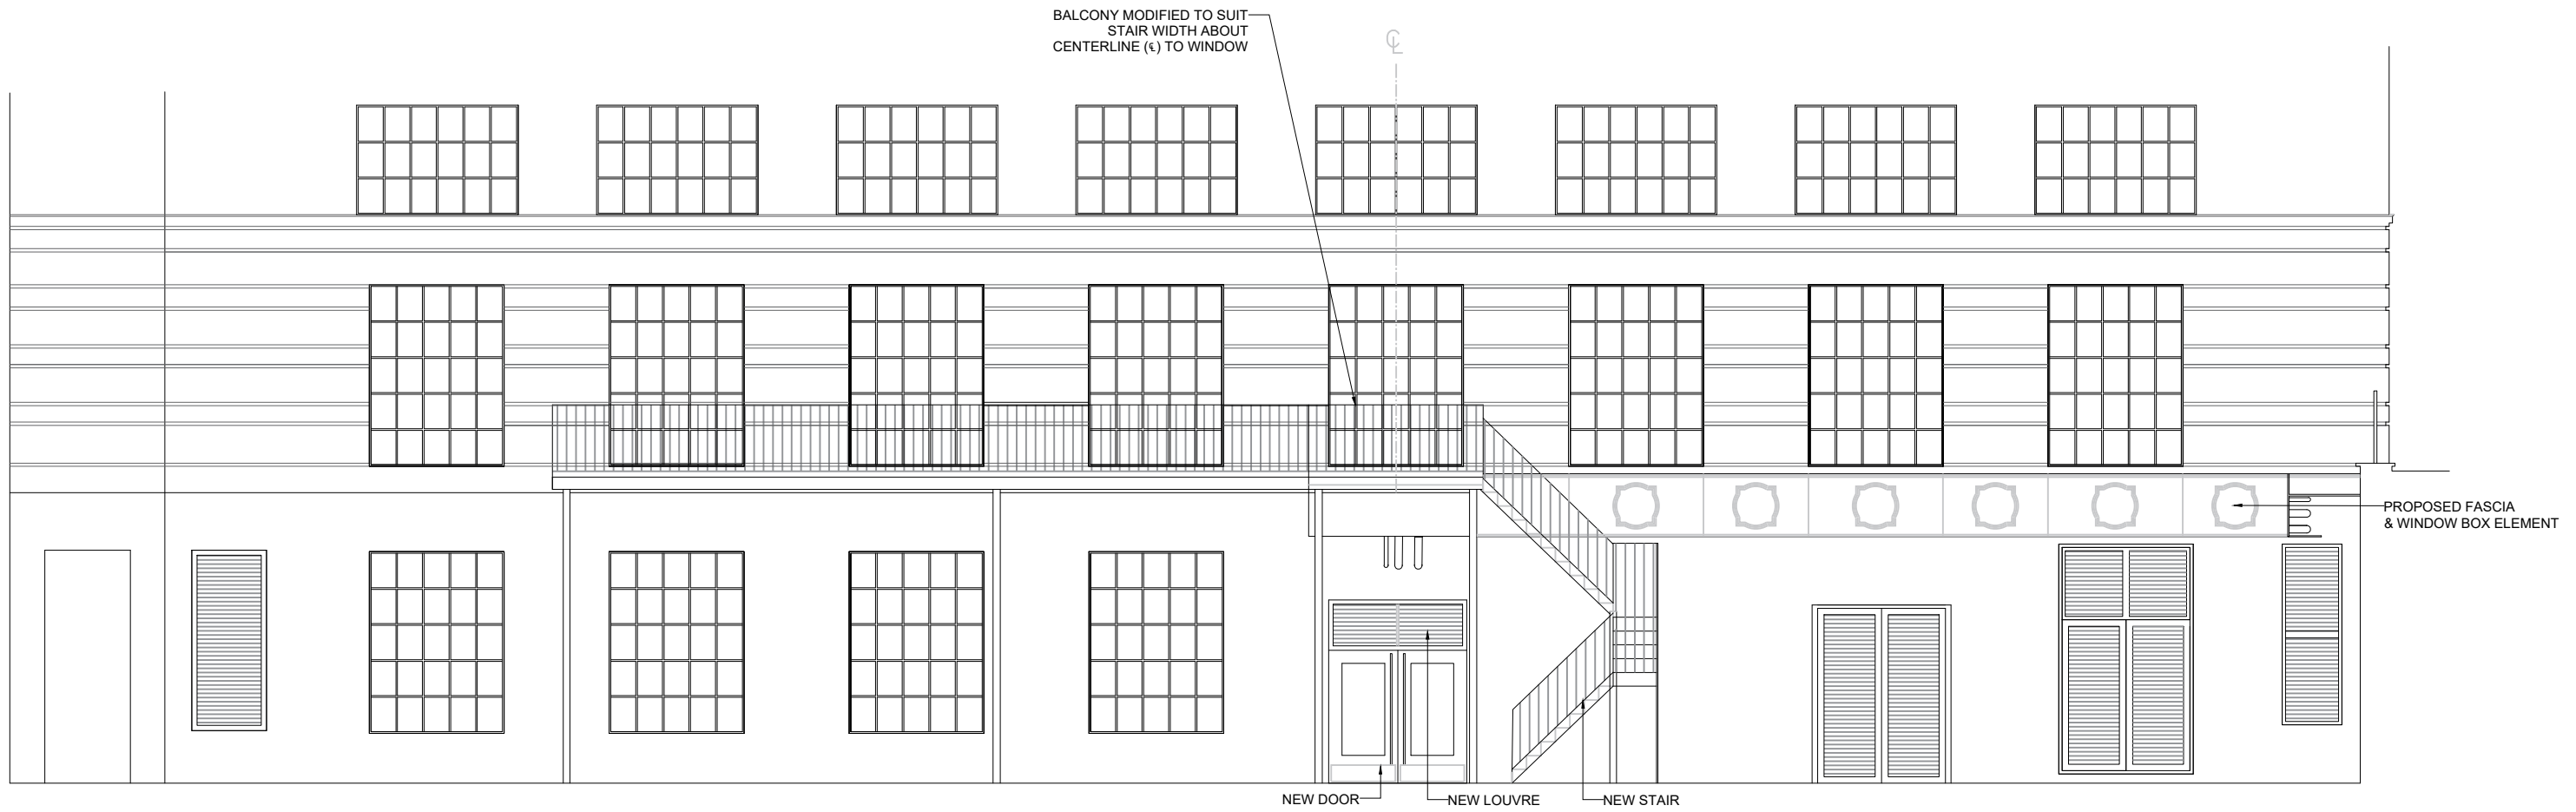 BALCONY MODIFIED TO SUIT
STAIR WIDTH ABOUT
CENTERLINE (℄) TO WINDOW
℄
PROPOSED FASCIA
& WINDOW BOX ELEMENT
NEW DOOR
NEW LOUVRE
NEW STAIR